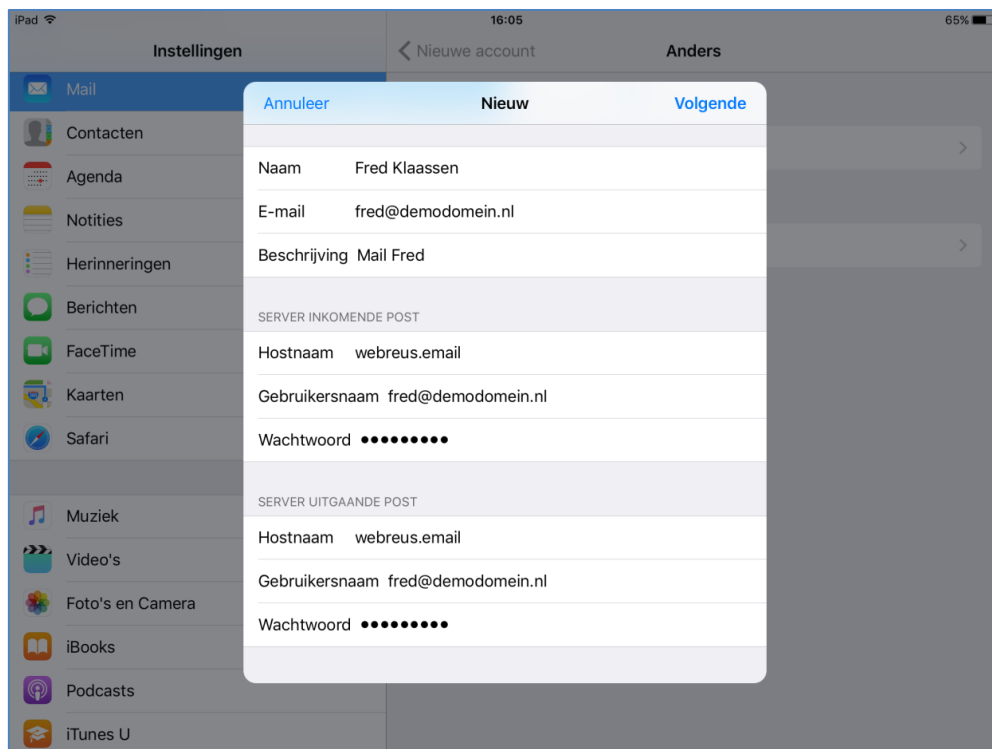 iPad 16:05 65%
Instellingen
Nieuwe account Anders
Mail
Contacten
Agenda
Notities
Herinneringen
Berichten
FaceTime
Kaarten
Safari
Muziek
Video's
Foto's en Camera
iBooks
Podcasts
iTunes U
Annuleer Nieuw Volgende
Naam Fred Klaassen
E-mail fred@demodomein.nl
Beschrijving Mail Fred
SERVER INKOMENDE POST
Hostnaam webreus.email
Gebruikersnaam fred@demodomein.nl
Wachtwoord •••••••••
SERVER UITGAANDE POST
Hostnaam webreus.email
Gebruikersnaam fred@demodomein.nl
Wachtwoord •••••••••